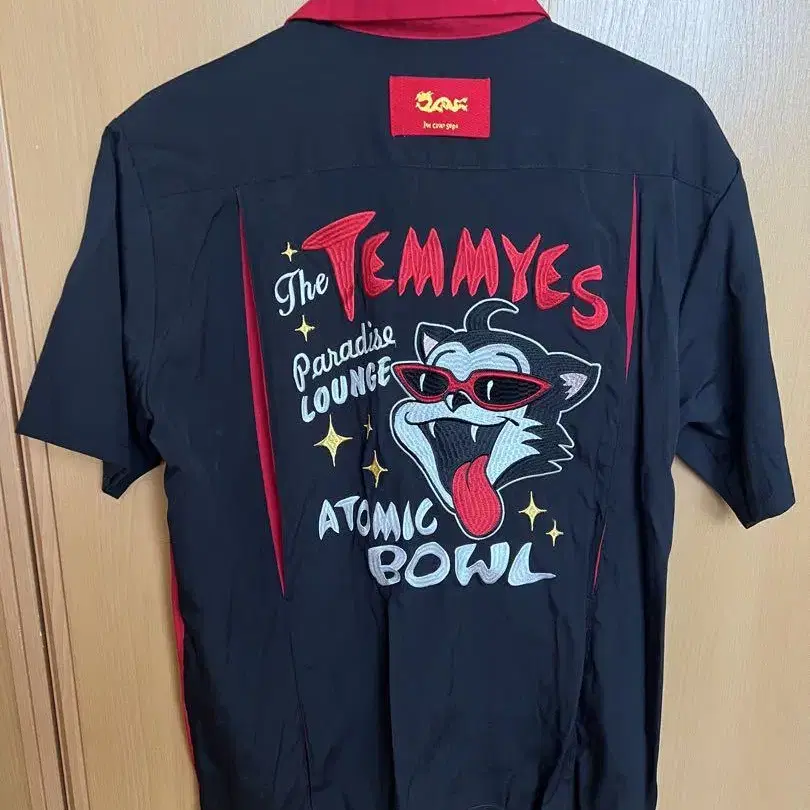 The TEMMYES
Paradise
LOUNGE
ATOMIC
BOWL